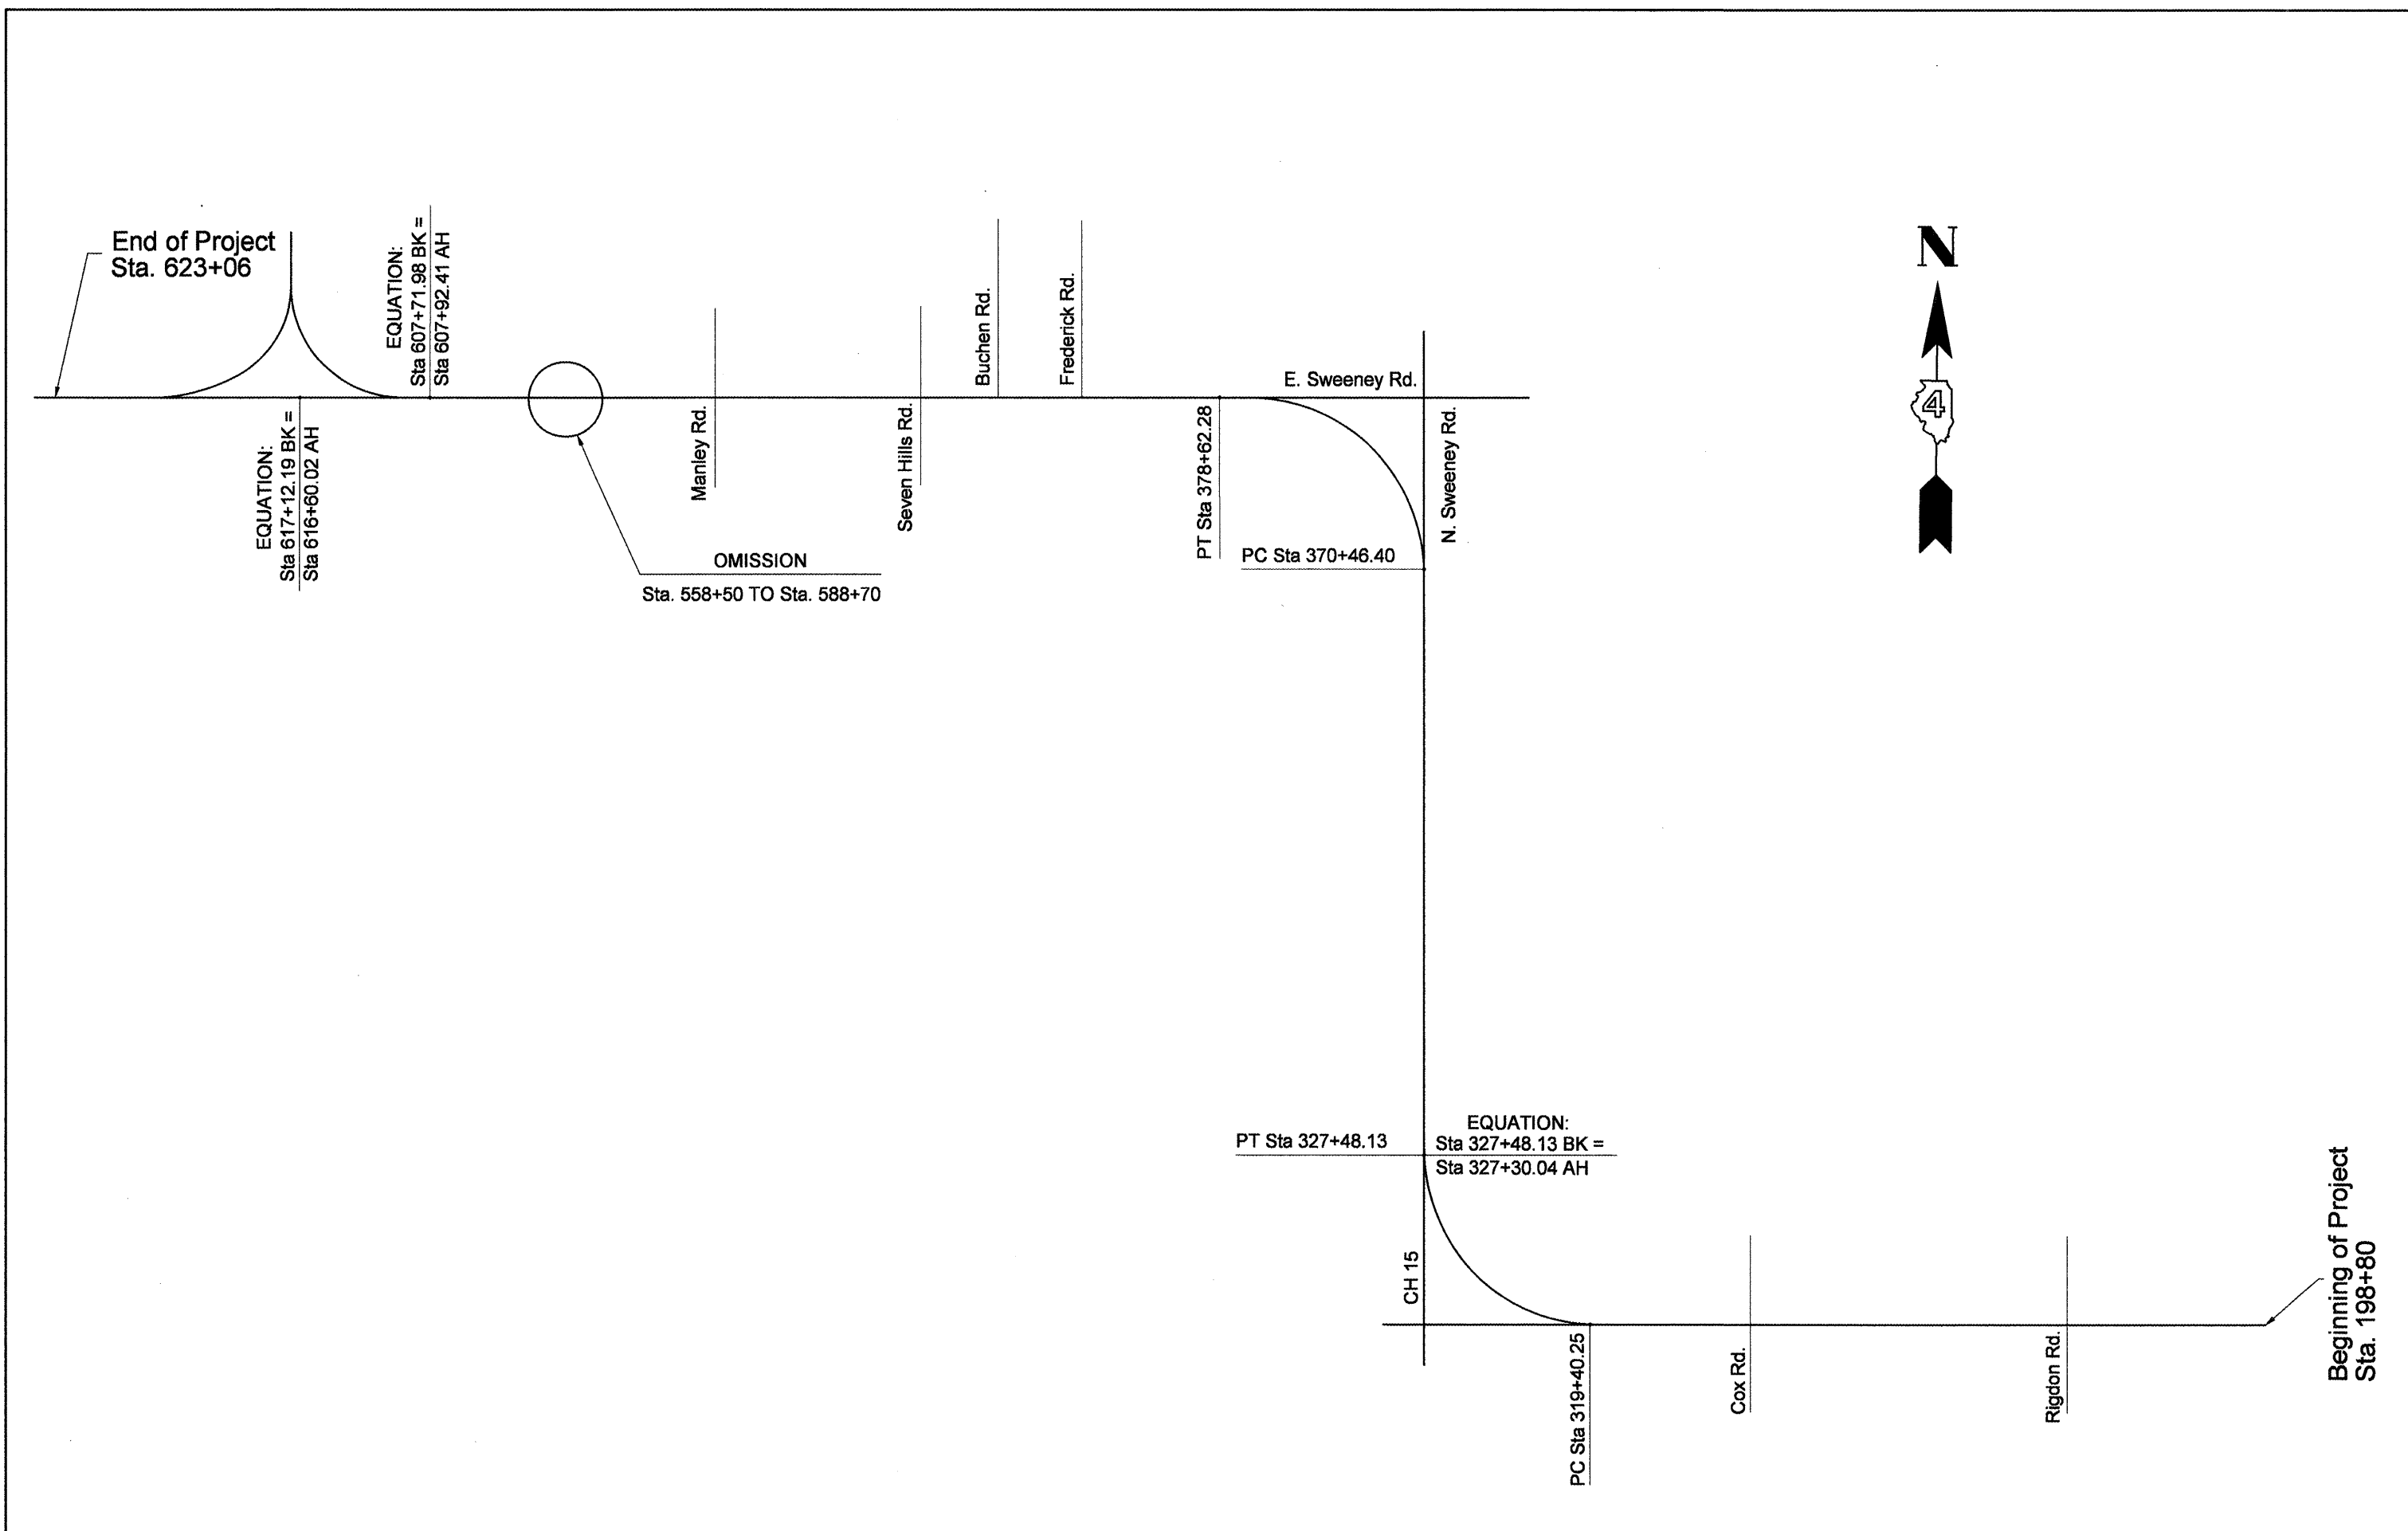 End of Project
Sta. 623+06
EQUATION:
Sta 607+71.98 BK =
Sta 607+92.41 AH
EQUATION:
Sta 617+12.19 BK =
Sta 616+60.02 AH
OMISSION
Sta. 558+50 TO Sta. 588+70
Manley Rd.
Seven Hills Rd.
Buchen Rd.
Frederick Rd.
PT Sta 378+62.28
E. Sweeney Rd.
N. Sweeney Rd.
PC Sta 370+46.40
N
4
PT Sta 327+48.13
EQUATION:
Sta 327+48.13 BK =
Sta 327+30.04 AH
CH 15
PC Sta 319+40.25
Cox Rd.
Rigdon Rd.
Beginning of Project
Sta. 198+80